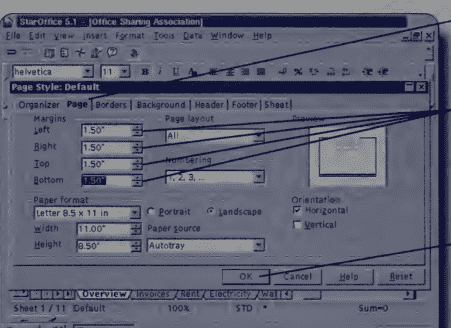 StarOffice 5.1 - [Office Sharing Association]
File Edit View Insert Format Tools Data Window Help
helvetica 11 B i U A
Page Style: Default
Organizer Page Borders Background Header Footer Sheet
Margins Page layout Preview
Left 1.50" All
Right 1.50"
Top 1.50" Numbering
Bottom 1.50" 1, 2, 3, ...
Paper format Orientation
Letter 8.5 x 11 in Portrait Landscape Horizontal
Width 11.00" Paper source Vertical
Height 8.50" Autotray
OK Cancel Help Reset
Overview Invoices Rent Electricity
Sheet 1 / 11 Default 100% STD * Sum=0